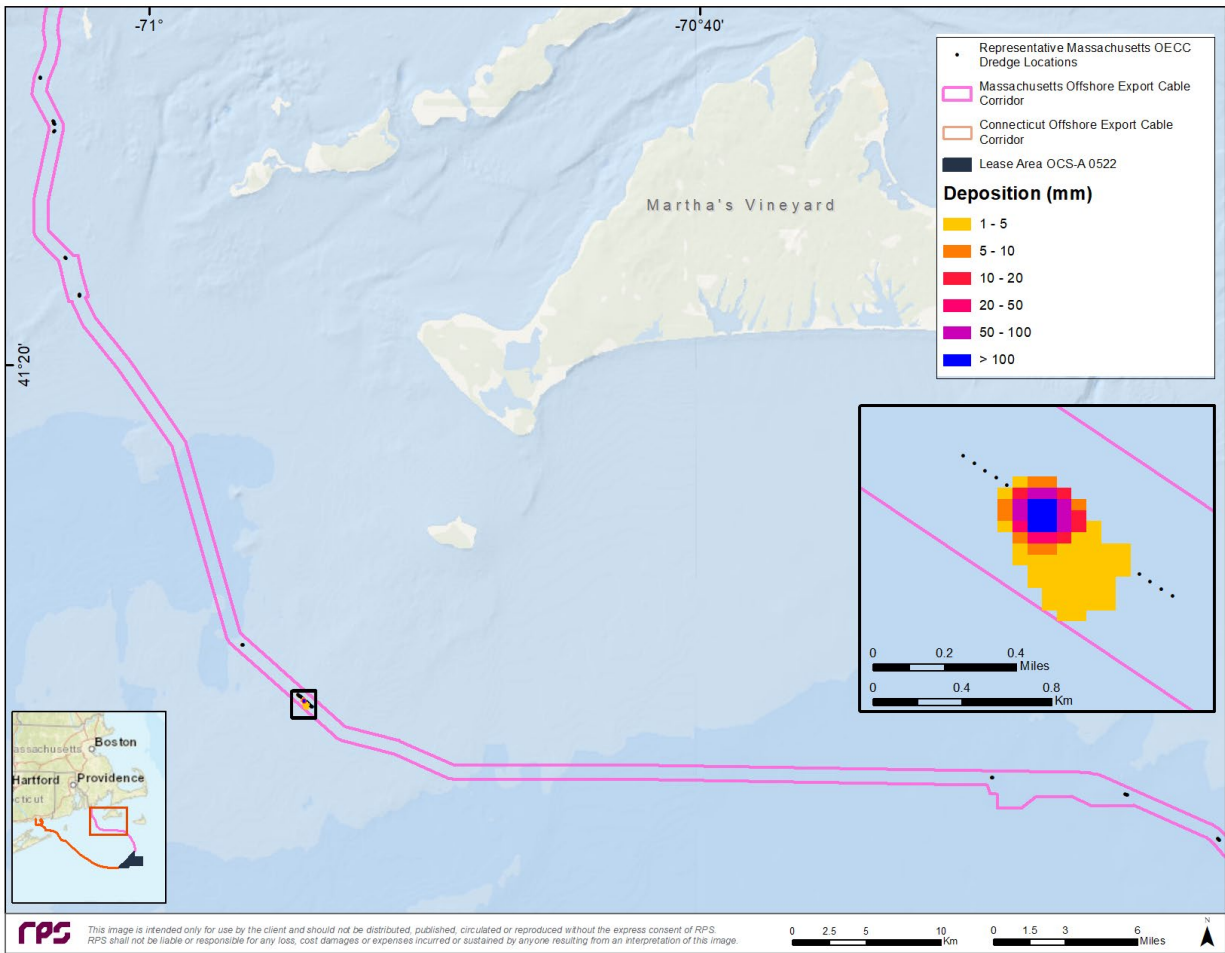 -71°
-70°40'
41°20'
Martha's Vineyard
Representative Massachusetts OECC
Dredge Locations
Massachusetts Offshore Export Cable
Corridor
Connecticut Offshore Export Cable
Corridor
Lease Area OCS-A 0522
Deposition (mm)
1 - 5
5 - 10
10 - 20
20 - 50
50 - 100
> 100
0 0.2 0.4
Miles
0 0.4 0.8
Km
Boston
assachusetts
Hartford Providence
cticut
RPS
This image is intended only for use by the client and should not be distributed, published, circulated or reproduced without the express consent of RPS.
RPS shall not be liable or responsible for any loss, cost damages or expenses incurred or sustained by anyone resulting from an interpretation of this image.
0 2.5 5 10
Km
0 1.5 3 6
Miles
N